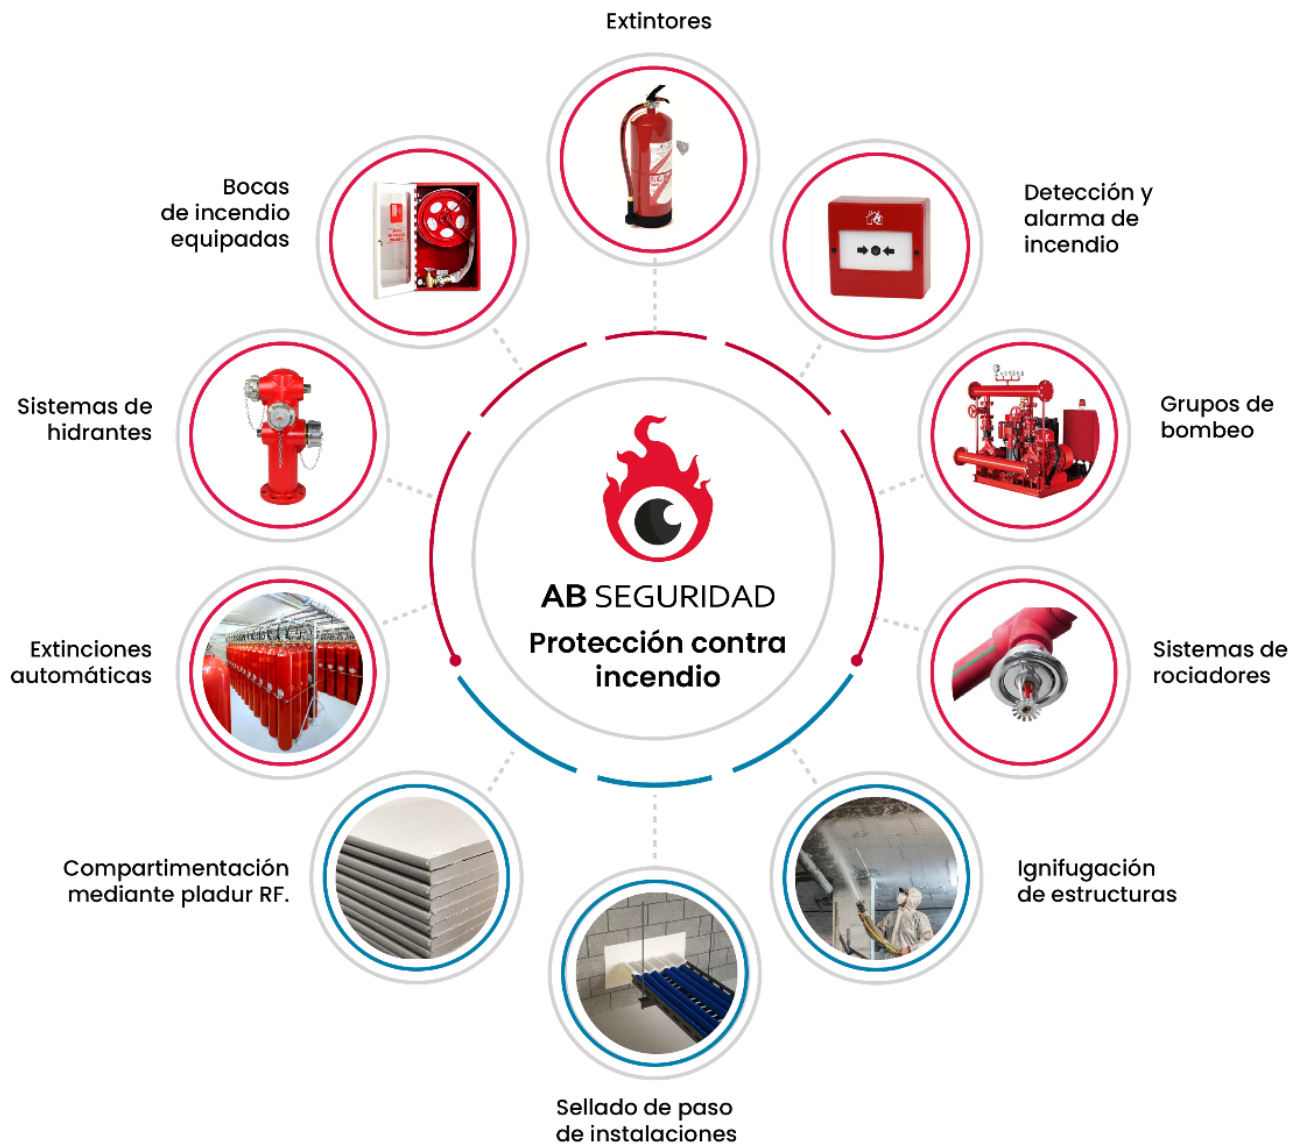 Extintores
Bocas
de incendio
equipadas
Detección y
alarma de
incendio
Sistemas de
hidrantes
Grupos de
bombeo
AB SEGURIDAD
Protección contra
incendio
Extinciones
automáticas
Sistemas de
rociadores
Compartimentación
mediante pladur RF.
Ignifugación
de estructuras
Sellado de paso
de instalaciones